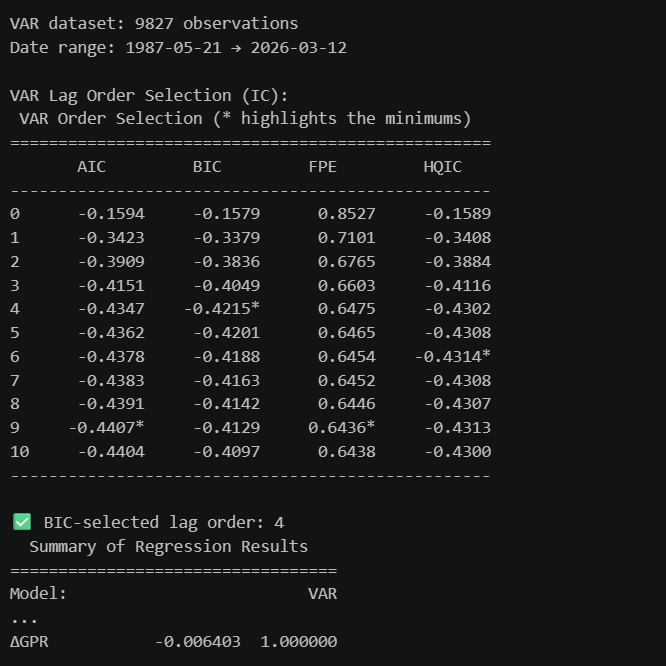 VAR dataset: 9827 observations
Date range: 1987-05-21 → 2026-03-12
VAR Lag Order Selection (IC):
VAR Order Selection (* highlights the minimums)
==================================================
AIC BIC FPE HQIC
--------------------------------------------------
0 -0.1594 -0.1579 0.8527 -0.1589
1 -0.3423 -0.3379 0.7101 -0.3408
2 -0.3909 -0.3836 0.6765 -0.3884
3 -0.4151 -0.4049 0.6603 -0.4116
4 -0.4347 -0.4215* 0.6475 -0.4302
5 -0.4362 -0.4201 0.6465 -0.4308
6 -0.4378 -0.4188 0.6454 -0.4314*
7 -0.4383 -0.4163 0.6452 -0.4308
8 -0.4391 -0.4142 0.6446 -0.4307
9 -0.4407* -0.4129 0.6436* -0.4313
10 -0.4404 -0.4097 0.6438 -0.4300
--------------------------------------------------
✅ BIC-selected lag order: 4
Summary of Regression Results
==================================
Model: VAR
...
ΔGPR -0.006403 1.000000